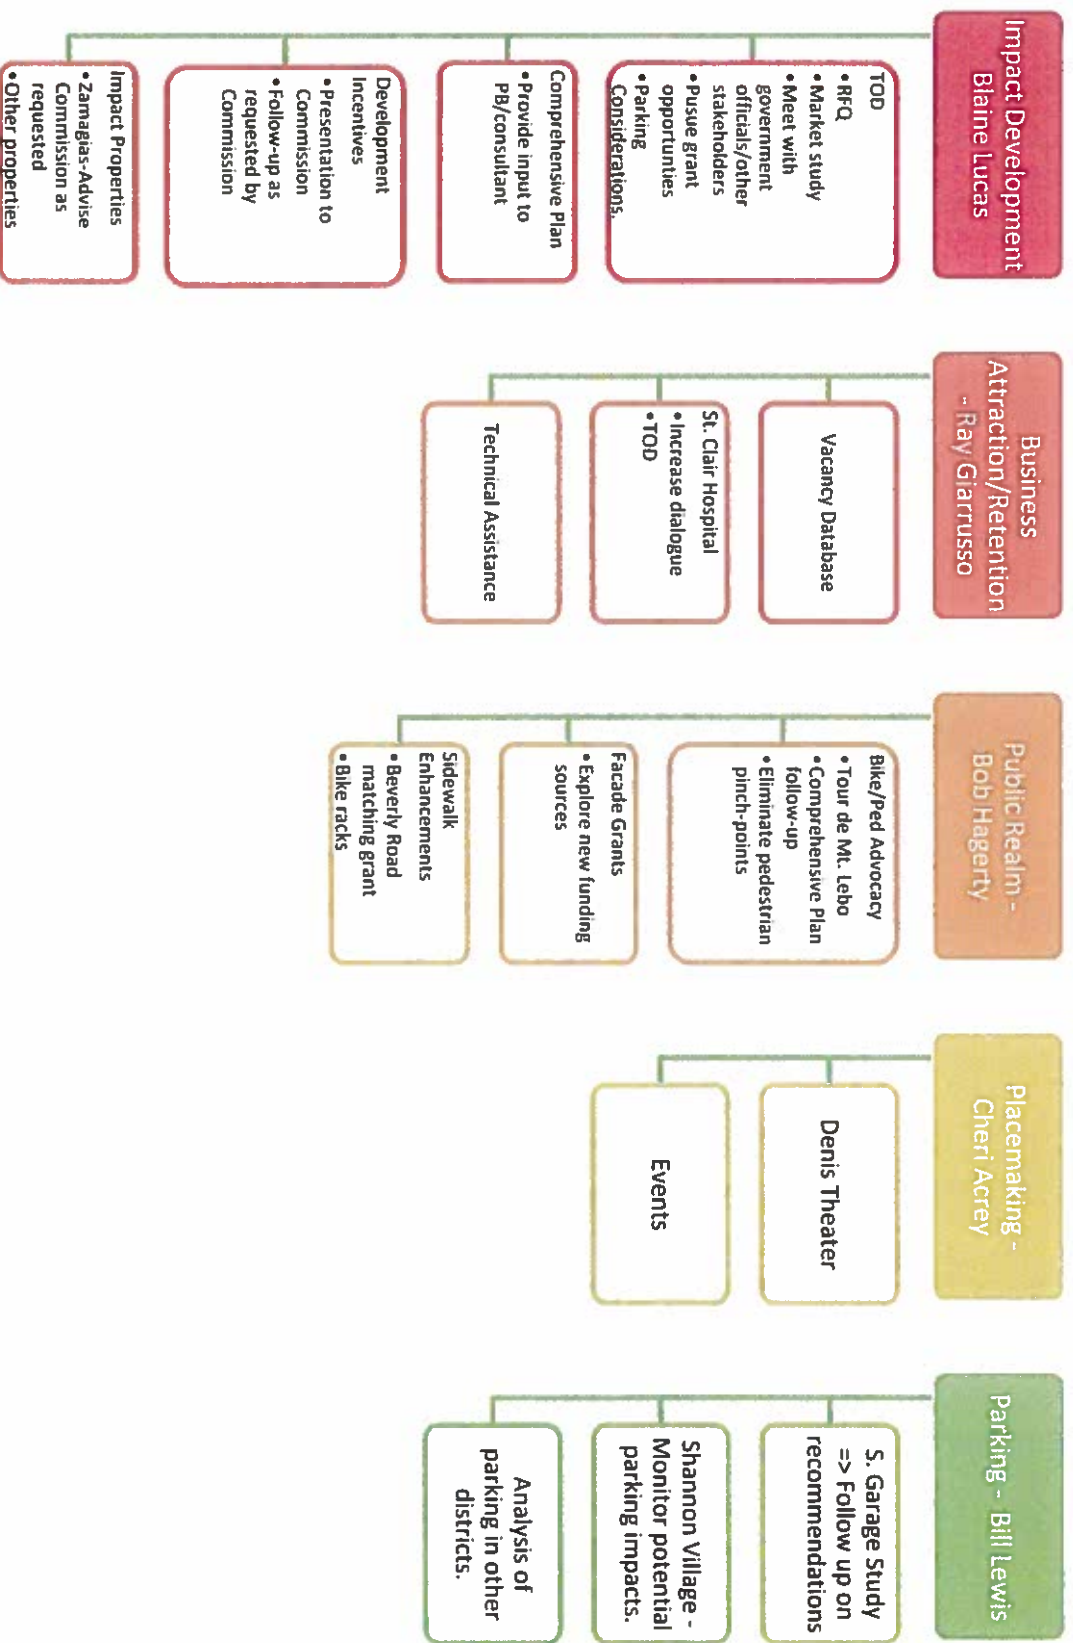 Impact Development
Blaine Lucas
TOD
•RFQ
•Market study
•Meet with
government
officials/other
stakeholders
•Pusue grant
opportunties
•Parking
Considerations.
Comprehensive Plan
•Provide input to
PB/consultant
Development
Incentives
•Presentation to
Commission
•Follow-up as
requested by
Commission
Impact Properties
•Zamagias-Advise
Commission as
requested
•Other properties
Business
Attraction/Retention
- Ray Giarrusso
Vacancy Database
St. Clair Hospital
•Increase dialogue
•TOD
Technical Assistance
Public Realm -
Bob Hagerty
Bike/Ped Advocacy
•Tour de Mt. Lebo
•Comprehensive Plan
follow-up
•Eliminate pedestrian
pinch-points
Facade Grants
•Explore new funding
sources
Sidewalk
Enhancements
•Beverly Road
matching grant
•Bike racks
Placemaking -
Cheri Acrey
Denis Theater
Events
Parking - Bill Lewis
S. Garage Study
=> Follow up on
recommendations
Shannon Village -
Monitor potential
parking impacts.
Analysis of
parking in other
districts.